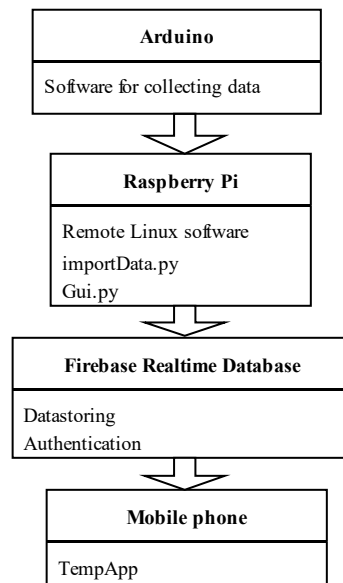 Arduino
Software for collecting data
Raspberry Pi
Remote Linux software
importData.py
Gui.py
Firebase Realtime Database
Datastoring
Authentication
Mobile phone
TempApp